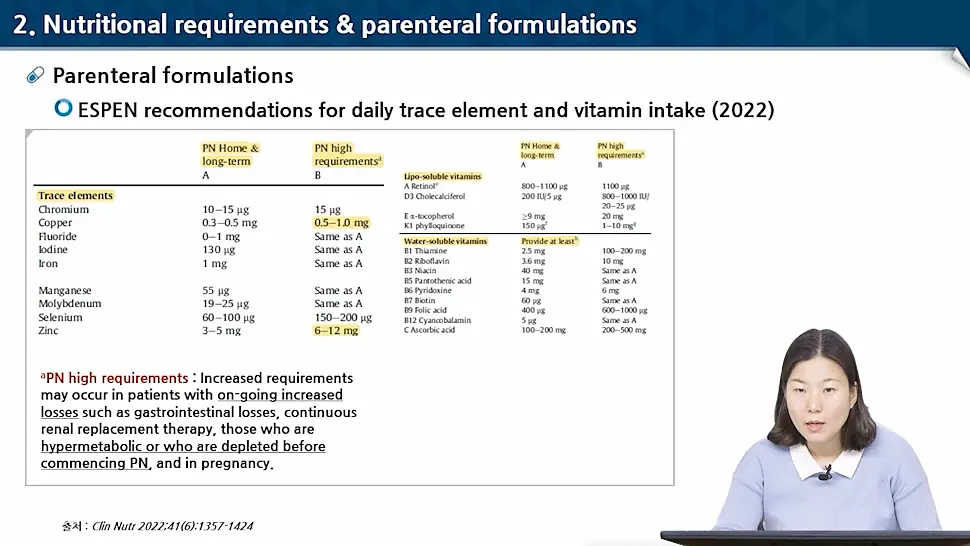 2. Nutritional requirements & parenteral formulations
Parenteral formulations
ESPEN recommendations for daily trace element and vitamin intake (2022)
PN Home & long-term A PN high requirementsᵃ B
Trace elements
Chromium 10–15 μg 15 μg
Copper 0.3–0.5 mg 0.5–1.0 mg
Fluoride 0–1 mg Same as A
Iodine 130 μg Same as A
Iron 1 mg Same as A
Manganese 55 μg Same as A
Molybdenum 19–25 μg Same as A
Selenium 60–100 μg 150–200 μg
Zinc 3–5 mg 6–12 mg
PN Home & long-term A PN high requirementsᵃ B
Lipo-soluble vitamins
A Retinolᵉ 800–1100 μg 1100 μg
D3 Cholecalciferol 200 IU/5 μg 800–1000 IU/
20–25 μg
E α-tocopherol ≥9 mg 20 mg
K1 phylloquinone 150 μgᶠ 1–10 mgᵍ
Water-soluble vitamins Provide at leastʰ
B1 Thiamine 2.5 mg 100–200 mg
B2 Riboflavin 3.6 mg 10 mg
B3 Niacin 40 mg Same as A
B5 Pantothenic acid 15 mg Same as A
B6 Pyridoxine 4 mg 6 mg
B7 Biotin 60 μg Same as A
B9 Folic acid 400 μg 600–1000 μg
B12 Cyancobalamin 5 μg Same as A
C Ascorbic acid 100–200 mg 200–500 mg
ᵃPN high requirements : Increased requirements
may occur in patients with on-going increased
losses such as gastrointestinal losses, continuous
renal replacement therapy, those who are
hypermetabolic or who are depleted before
commencing PN, and in pregnancy.
출처 : Clin Nutr 2022;41(6):1357-1424